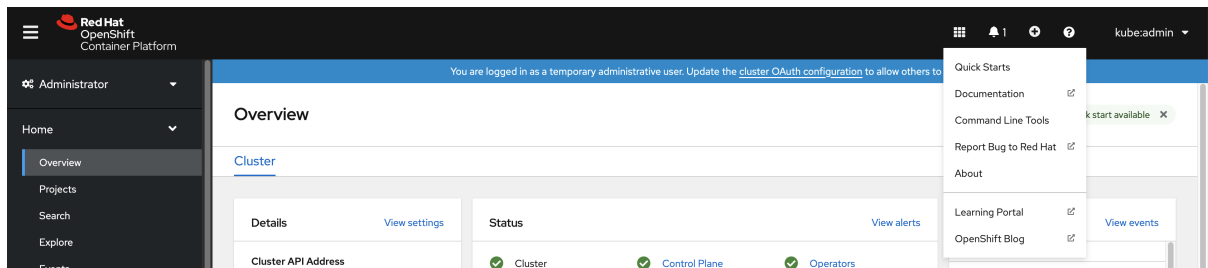 Red Hat
OpenShift
Container Platform
1
kube:admin
Administrator
You are logged in as a temporary administrative user. Update the cluster OAuth configuration to allow others to
Home
Overview
Projects
Search
Explore
Events
Overview
start available
Cluster
Details
View settings
Cluster API Address
Status
View alerts
Cluster
Control Plane
Operators
View events
Quick Starts
Documentation
Command Line Tools
Report Bug to Red Hat
About
Learning Portal
OpenShift Blog